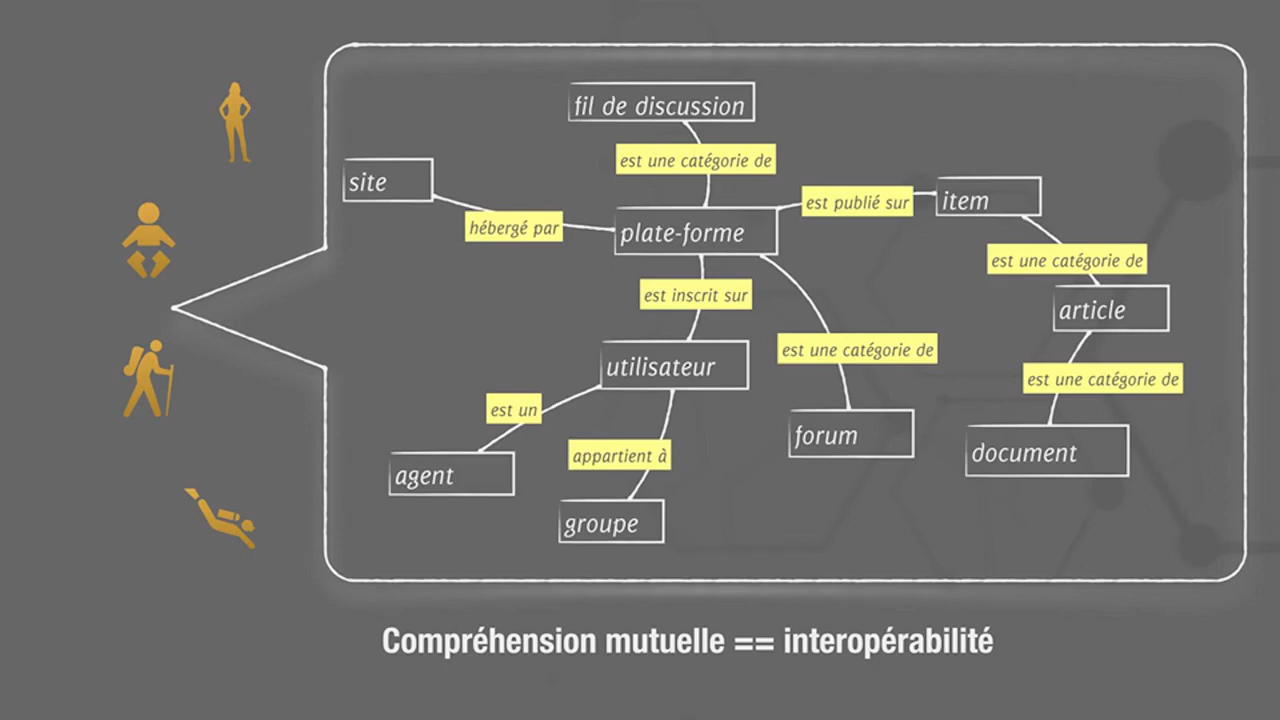 fil de discussion
est une catégorie de
site
est publié sur
item
hébergé par
plate-forme
est une catégorie de
est inscrit sur
article
est une catégorie de
utilisateur
est une catégorie de
est un
forum
appartient à
document
agent
groupe
Compréhension mutuelle == interopérabilité